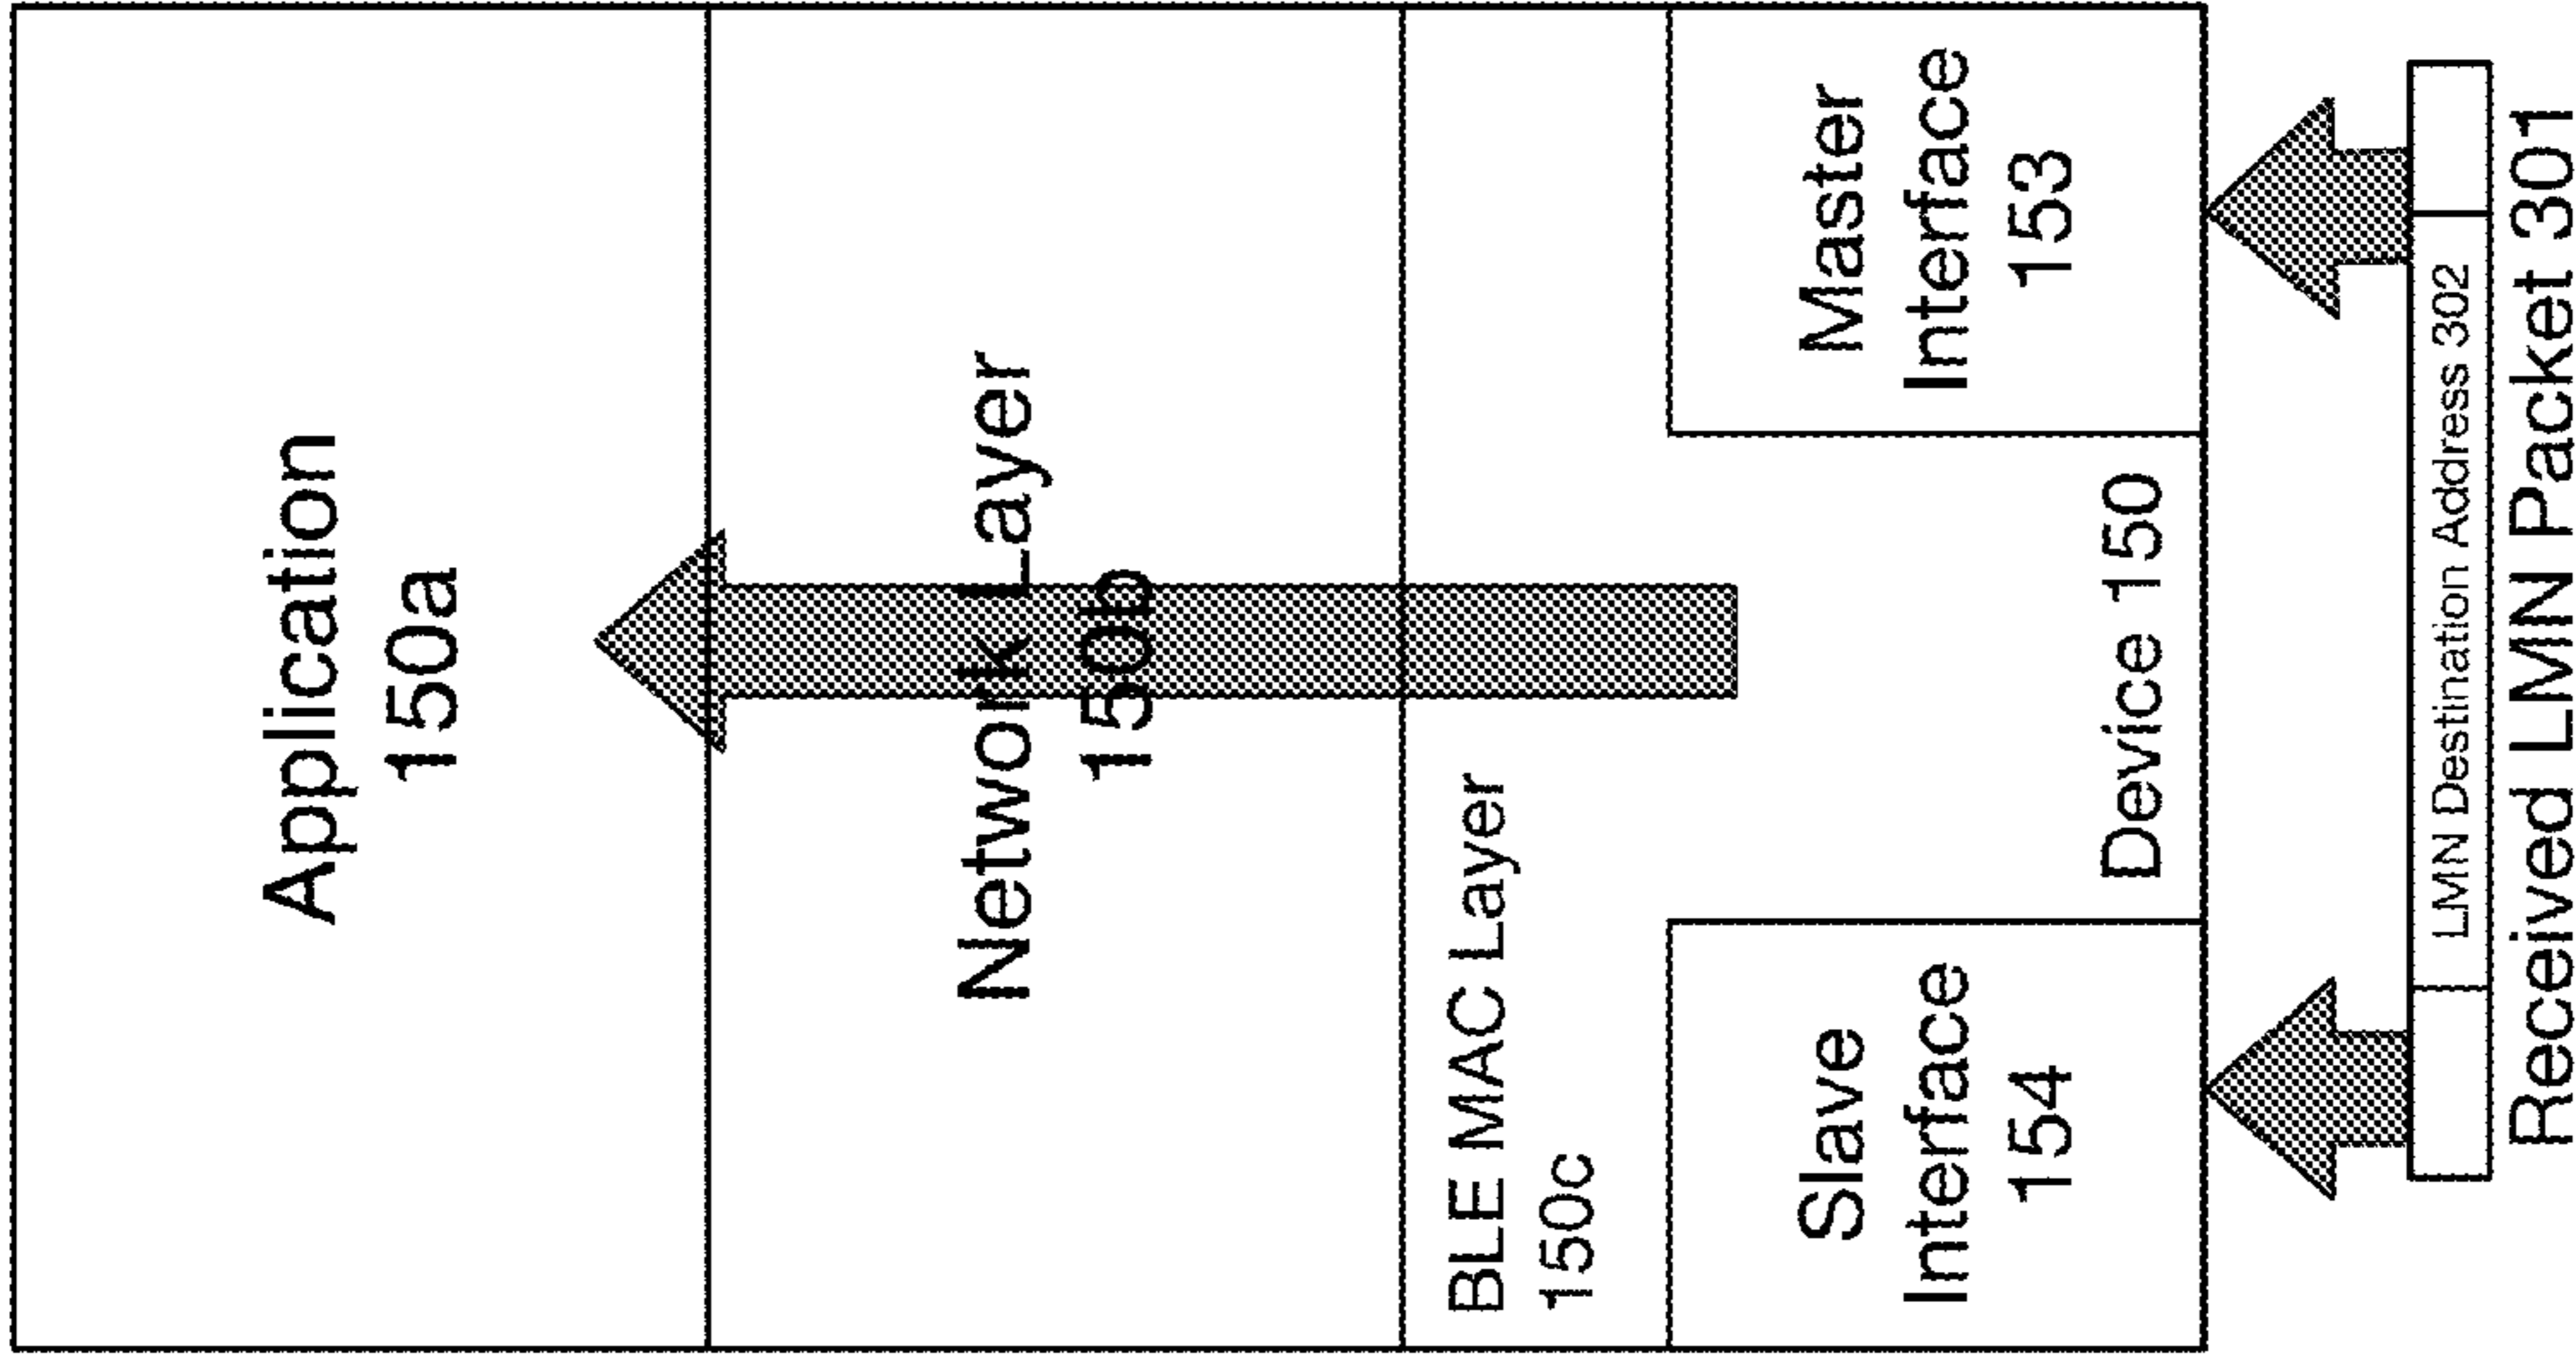 Application
150a
Network Layer
150b
BLE MAC Layer
150c
Slave
Interface
154
Master
Interface
153
Device 150
LMN Destination Address 302
Received LMN Packet 301